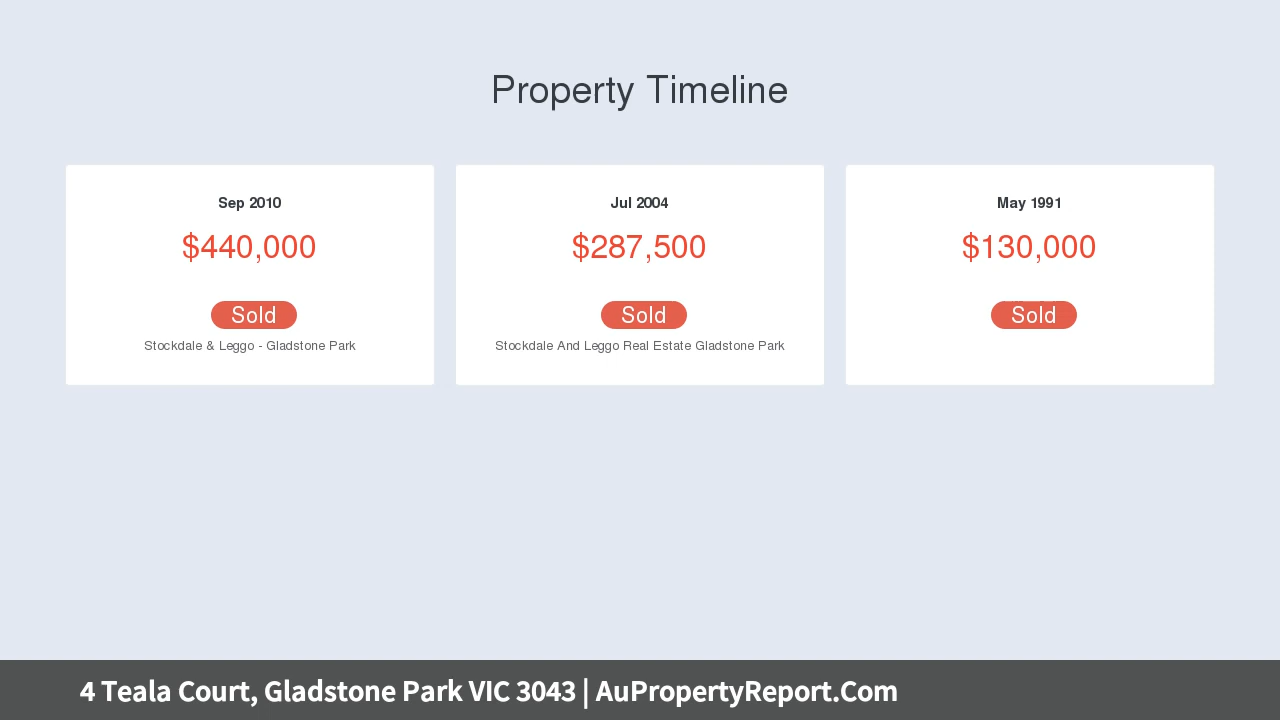 Property Timeline
Sep 2010
$440,000
Sold
Stockdale & Leggo - Gladstone Park
Jul 2004
$287,500
Sold
Stockdale And Leggo Real Estate Gladstone Park
May 1991
$130,000
Sold
4 Teala Court, Gladstone Park VIC 3043 | AuPropertyReport.Com